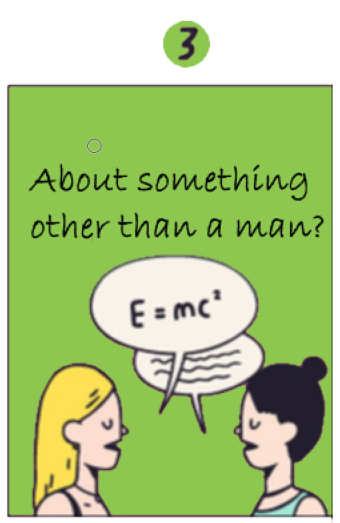 3
About something
other than a man?
E = mc²